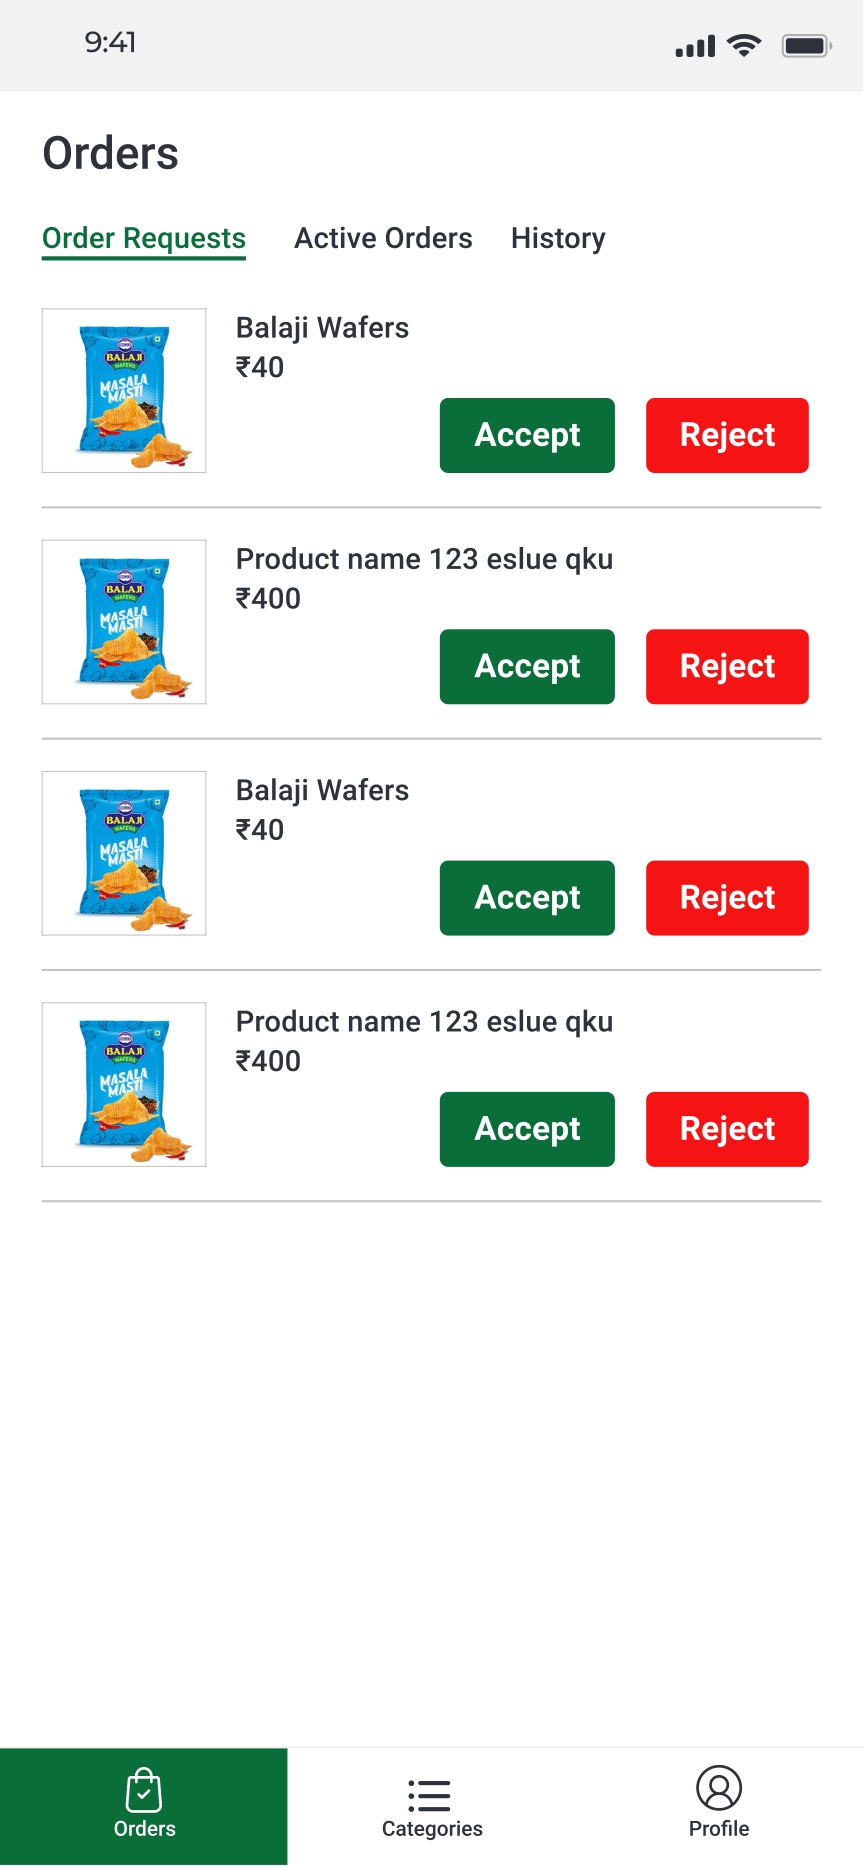 9:41
Orders
Order Requests Active Orders History
BALAJI
WAFERS
MASALA
MASTI
Balaji Wafers
₹40
Accept Reject
BALAJI
WAFERS
MASALA
MASTI
Product name 123 eslue qku
₹400
Accept Reject
BALAJI
WAFERS
MASALA
MASTI
Balaji Wafers
₹40
Accept Reject
BALAJI
WAFERS
MASALA
MASTI
Product name 123 eslue qku
₹400
Accept Reject
Orders Categories Profile